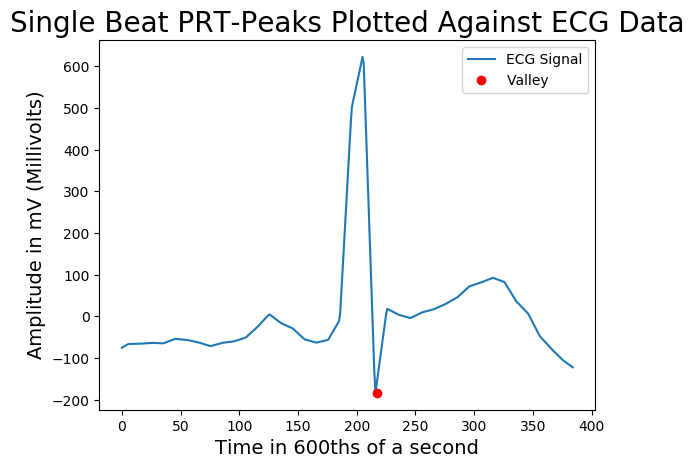 Single Beat PRT-Peaks Plotted Against ECG Data
ECG Signal
Valley
Amplitude in mV (Millivolts)
600
500
400
300
200
100
0
−100
−200
0 50 100 150 200 250 300 350 400
Time in 600ths of a second